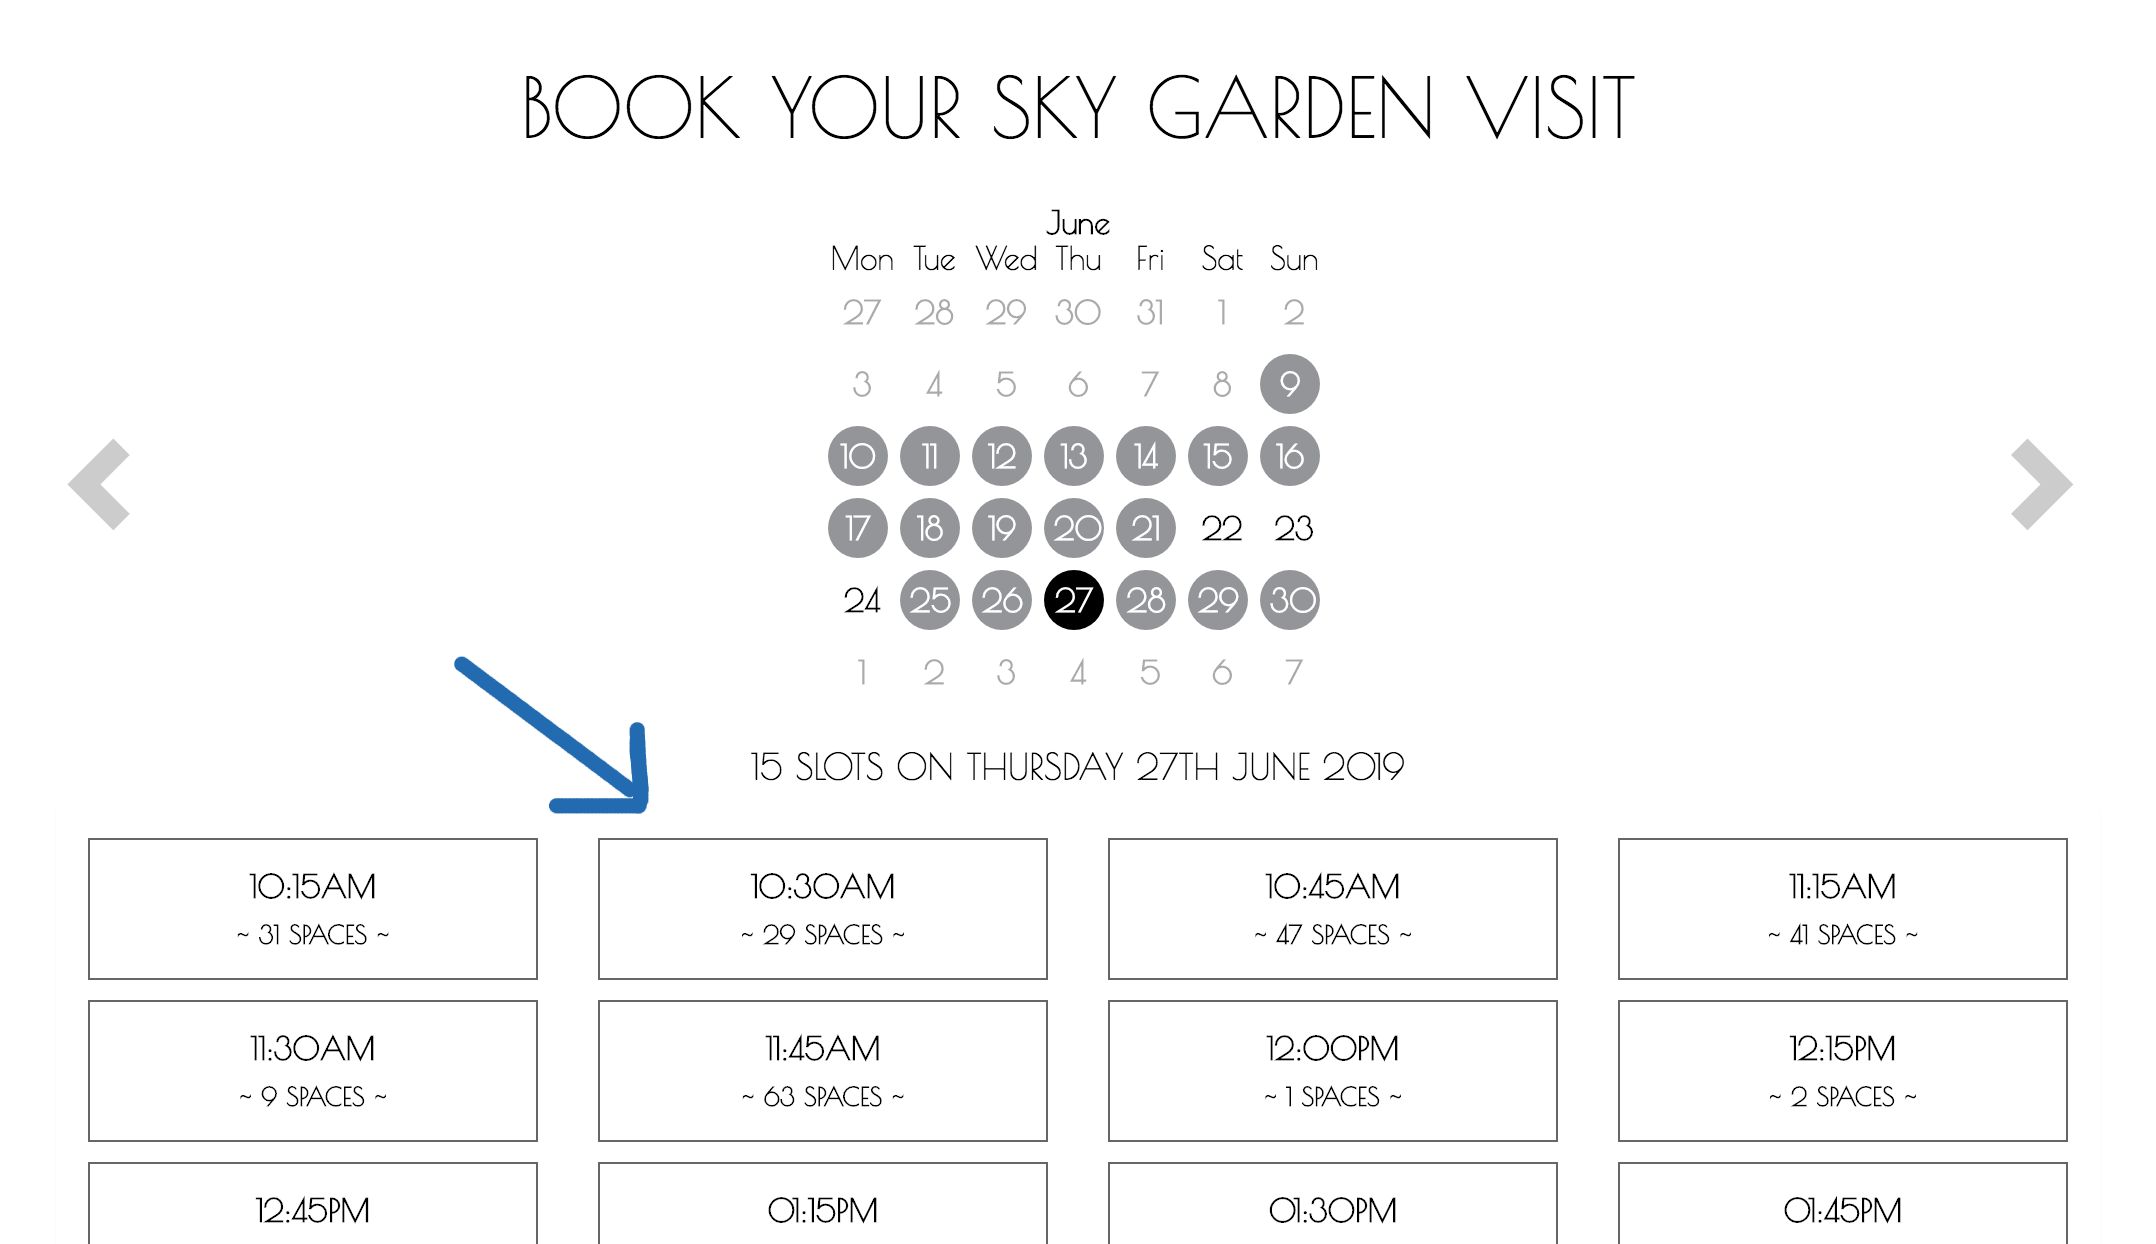 BOOK YOUR SKY GARDEN VISIT
June
Mon Tue Wed Thu Fri Sat Sun
27 28 29 30 31 1 2
3 4 5 6 7 8 9
10 11 12 13 14 15 16
17 18 19 20 21 22 23
24 25 26 27 28 29 30
1 2 3 4 5 6 7
15 SLOTS ON THURSDAY 27TH JUNE 2019
10:15AM 10:30AM 10:45AM 11:15AM
~ 31 SPACES ~ ~ 29 SPACES ~ ~ 47 SPACES ~ ~ 41 SPACES ~
11:30AM 11:45AM 12:00PM 12:15PM
~ 9 SPACES ~ ~ 63 SPACES ~ ~ 1 SPACES ~ ~ 2 SPACES ~
12:45PM 01:15PM 01:30PM 01:45PM